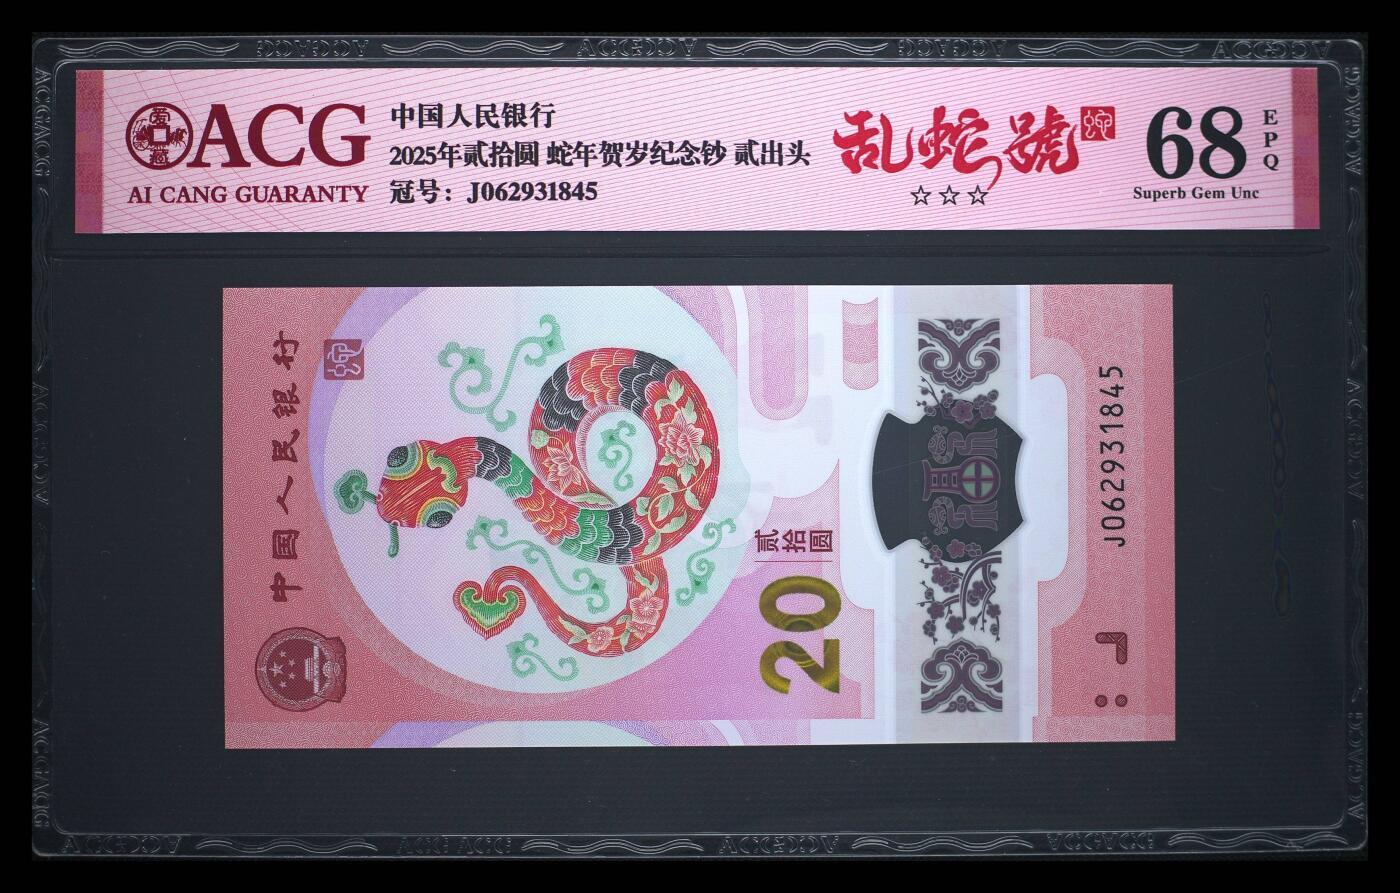 ACG
AI CANG GUARANTY
中国人民银行
2025年贰拾圆 蛇年贺岁纪念钞 贰出头
冠号：J062931845
乱蛇號
☆☆☆
68
EPQ
Superb Gem Unc
中国人民银行
贰拾圆
20
J062931845